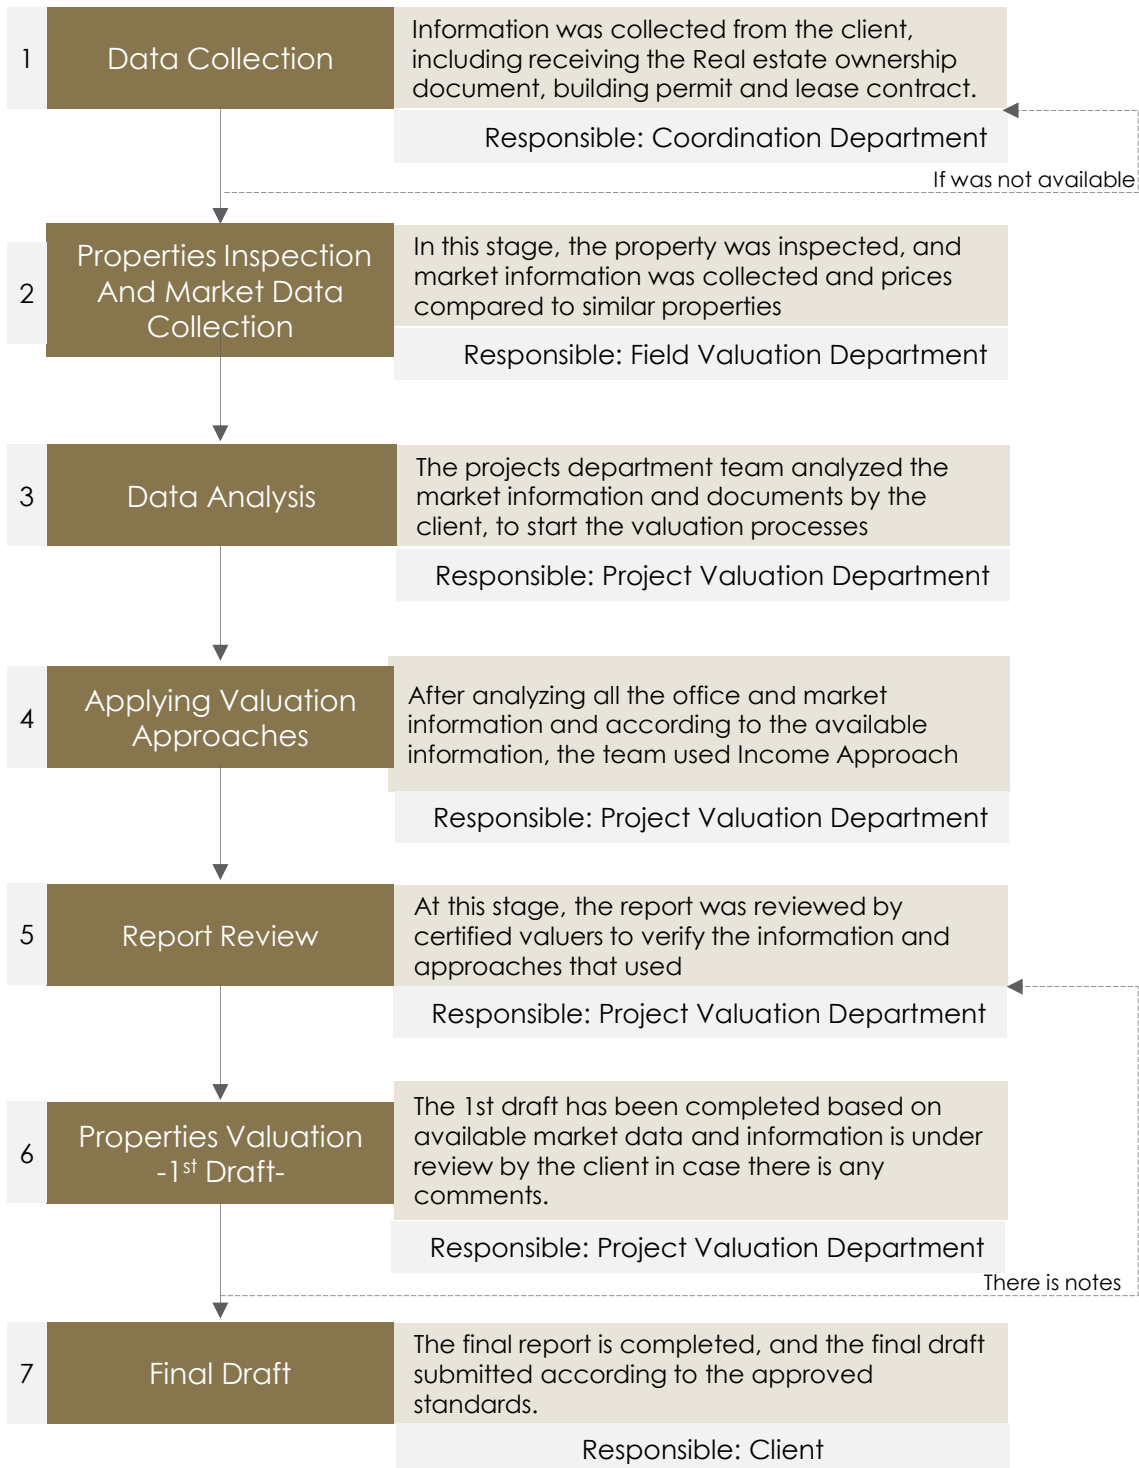 1
Data Collection
Information was collected from the client,
including receiving the Real estate ownership
document, building permit and lease contract.
Responsible: Coordination Department
If was not available
2
Properties Inspection
And Market Data
Collection
In this stage, the property was inspected, and
market information was collected and prices
compared to similar properties
Responsible: Field Valuation Department
3
Data Analysis
The projects department team analyzed the
market information and documents by the
client, to start the valuation processes
Responsible: Project Valuation Department
4
Applying Valuation
Approaches
After analyzing all the office and market
information and according to the available
information, the team used Income Approach
Responsible: Project Valuation Department
5
Report Review
At this stage, the report was reviewed by
certified valuers to verify the information and
approaches that used
Responsible: Project Valuation Department
6
Properties Valuation
-1st Draft-
The 1st draft has been completed based on
available market data and information is under
review by the client in case there is any
comments.
Responsible: Project Valuation Department
There is notes
7
Final Draft
The final report is completed, and the final draft
submitted according to the approved
standards.
Responsible: Client